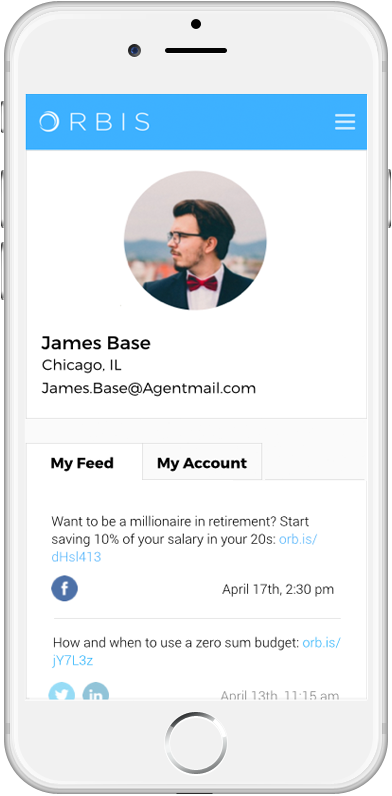 ORBIS
James Base
Chicago, IL
James.Base@Agentmail.com
My Feed
My Account
Want to be a millionaire in retirement? Start
saving 10% of your salary in your 20s: orb.is/
dHsl413
f
April 17th, 2:30 pm
How and when to use a zero sum budget: orb.is/
jY7L3z
in
April 13th, 11:15 am